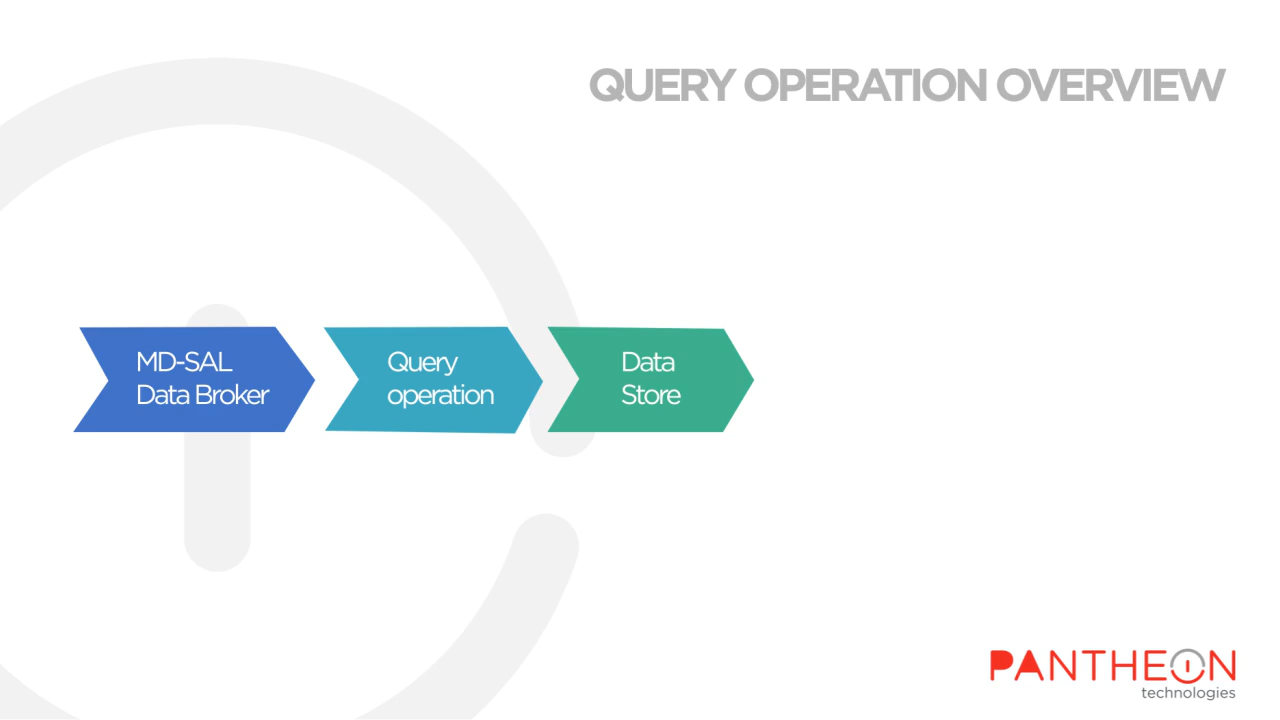 QUERY OPERATION OVERVIEW
MD-SAL
Data Broker
Query
operation
Data
Store
PANTHEON
technologies